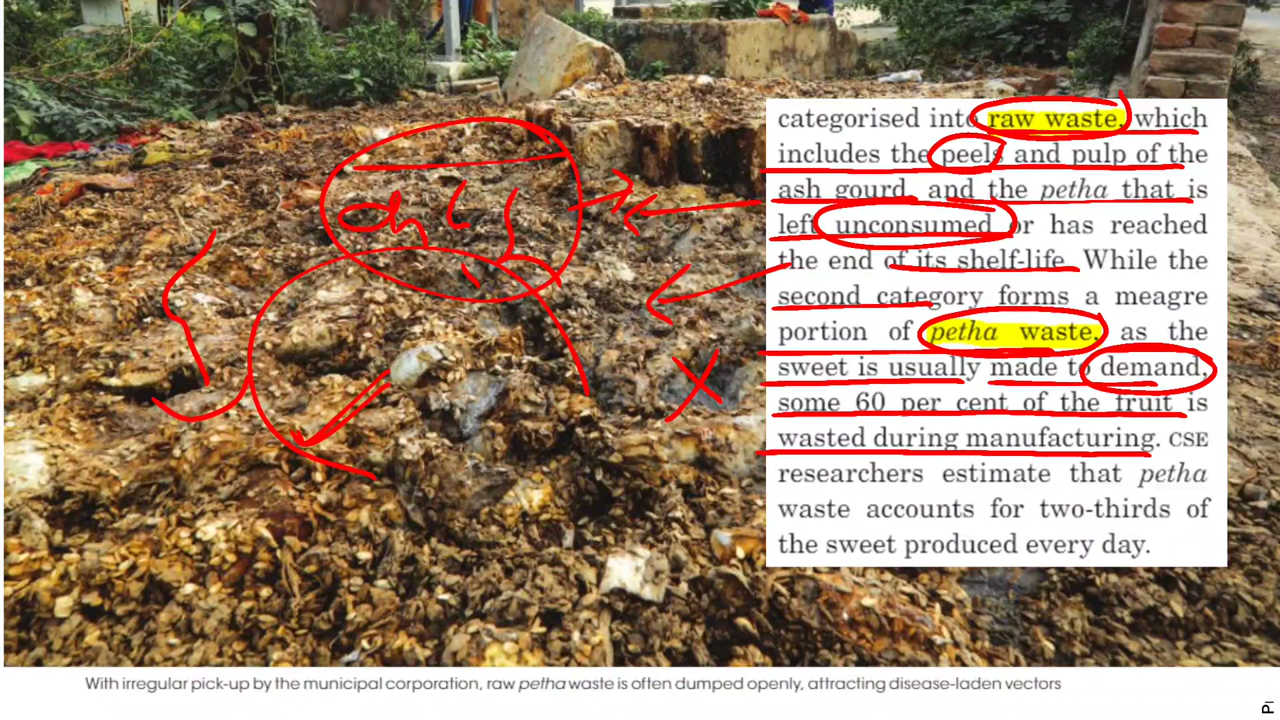 categorised into raw waste, which
includes the peels and pulp of the
ash gourd, and the petha that is
left unconsumed or has reached
the end of its shelf-life. While the
second category forms a meagre
portion of petha waste, as the
sweet is usually made to demand,
some 60 per cent of the fruit is
wasted during manufacturing. CSE
researchers estimate that petha
waste accounts for two-thirds of
the sweet produced every day.
With irregular pick-up by the municipal corporation, raw petha waste is often dumped openly, attracting disease-laden vectors